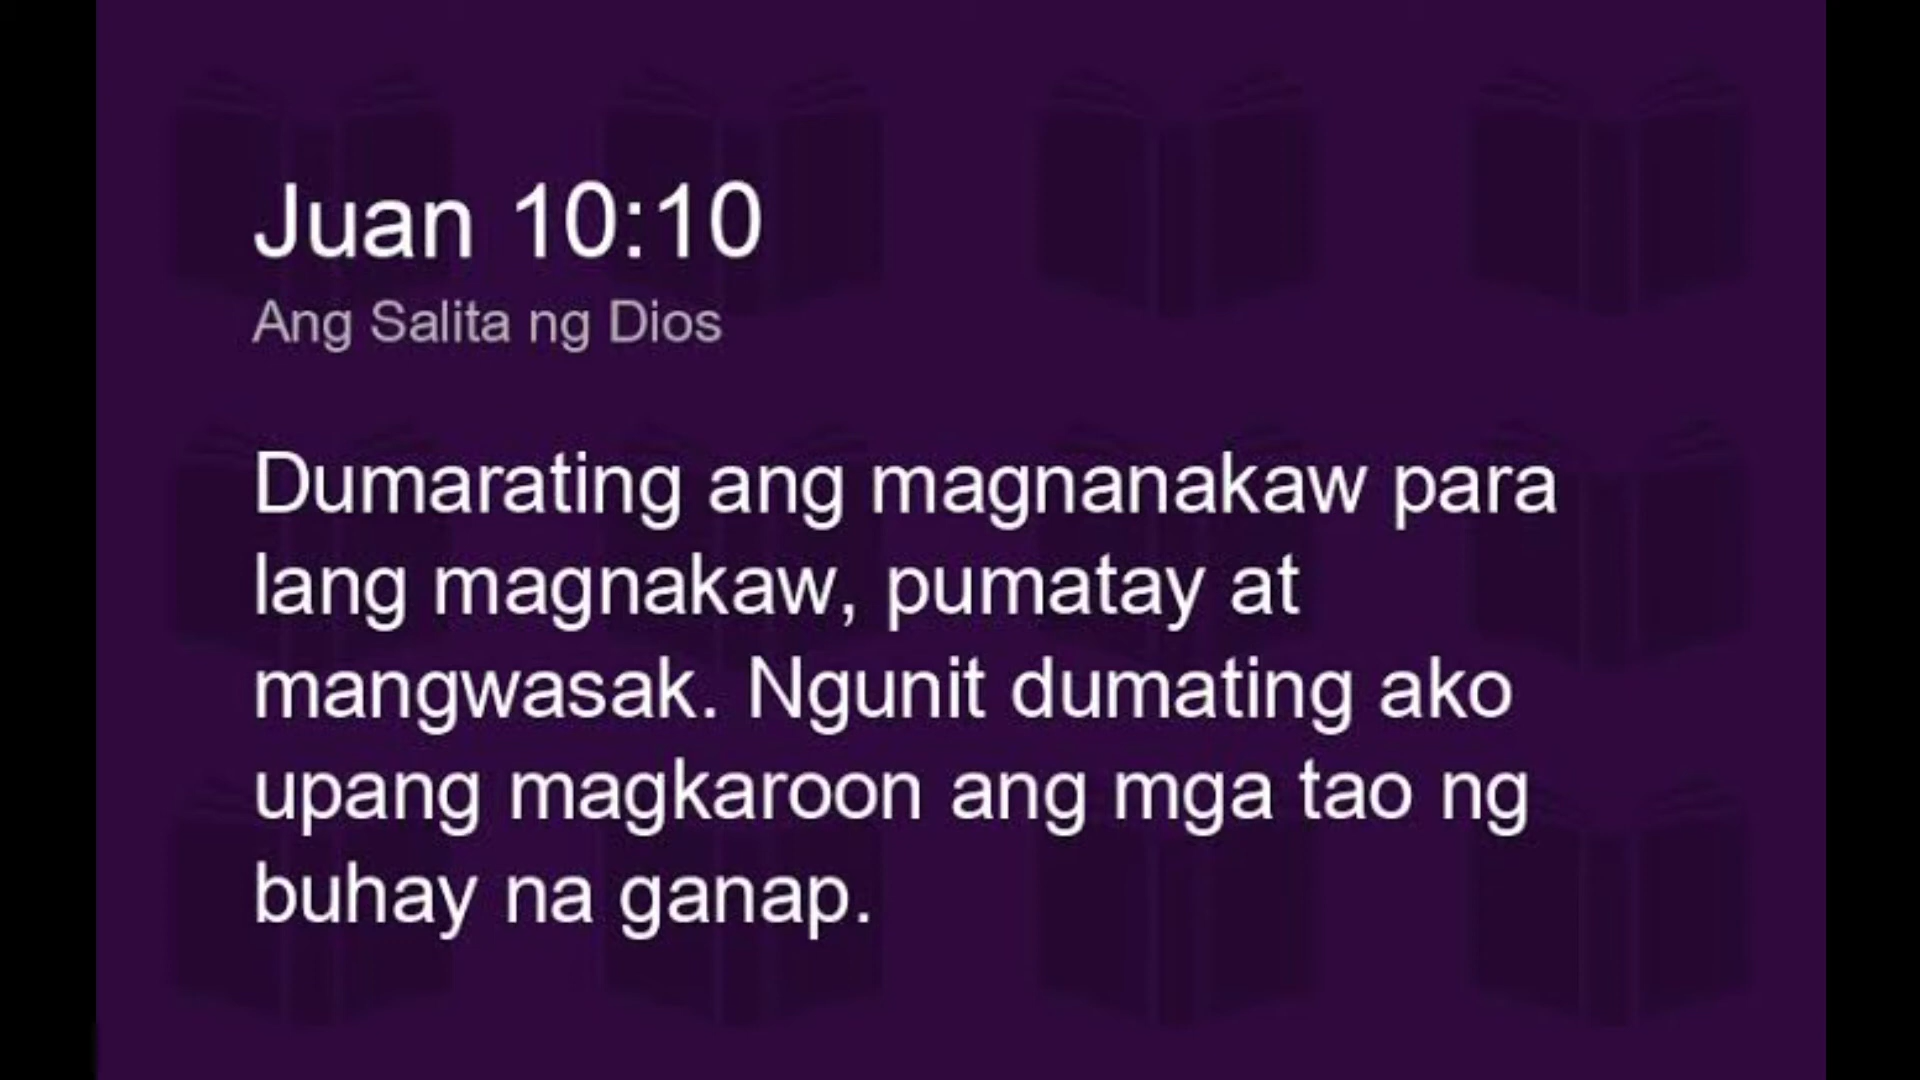 Juan 10:10
Ang Salita ng Dios
Dumarating ang magnanakaw para
lang magnakaw, pumatay at
mangwasak. Ngunit dumating ako
upang magkaroon ang mga tao ng
buhay na ganap.